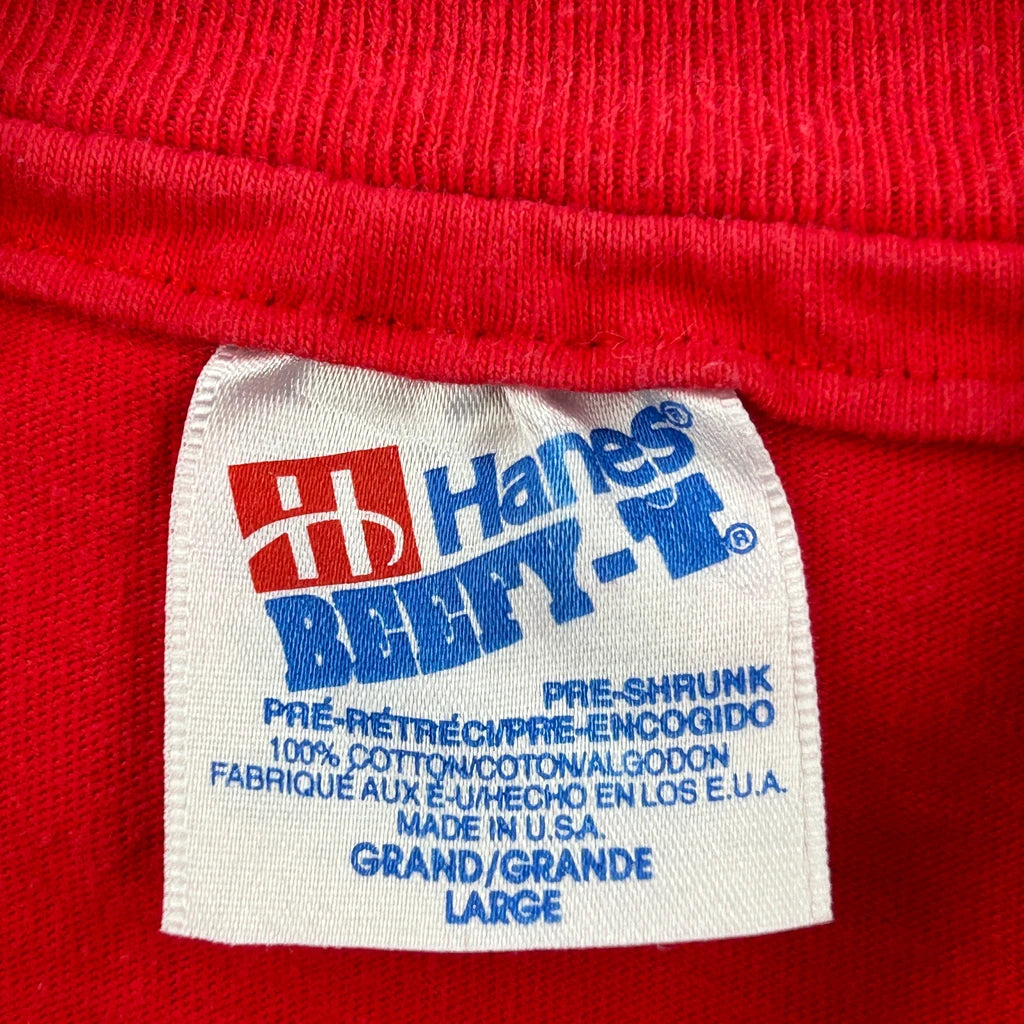 H Hanes®
BEEFY-T®
PRE-SHRUNK
PRÉ-RÉTRÉCI/PRE-ENCOGIDO
100% COTTON/COTON/ALGODON
FABRIQUÉ AUX É-U/HECHO EN LOS E.U.A.
MADE IN U.S.A.
GRAND/GRANDE
LARGE